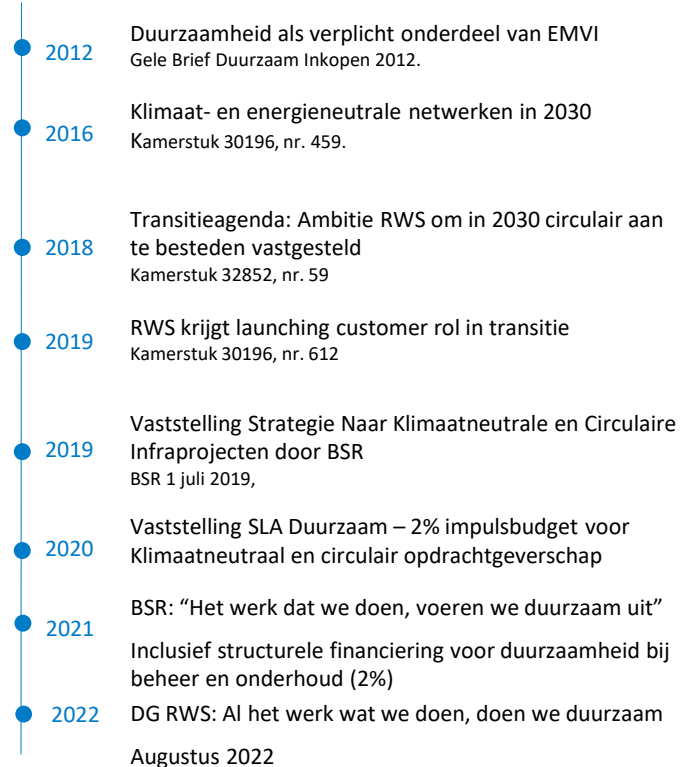 2012
Duurzaamheid als verplicht onderdeel van EMVI
Gele Brief Duurzaam Inkopen 2012.
2016
Klimaat- en energieneutrale netwerken in 2030
Kamerstuk 30196, nr. 459.
2018
Transitieagenda: Ambitie RWS om in 2030 circulair aan
te besteden vastgesteld
Kamerstuk 32852, nr. 59
2019
RWS krijgt launching customer rol in transitie
Kamerstuk 30196, nr. 612
2019
Vaststelling Strategie Naar Klimaatneutrale en Circulaire
Infraprojecten door BSR
BSR 1 juli 2019,
2020
Vaststelling SLA Duurzaam – 2% impulsbudget voor
Klimaatneutraal en circulair opdrachtgeverschap
2021
BSR: “Het werk dat we doen, voeren we duurzaam uit”
Inclusief structurele financiering voor duurzaamheid bij
beheer en onderhoud (2%)
2022
DG RWS: Al het werk wat we doen, doen we duurzaam
Augustus 2022